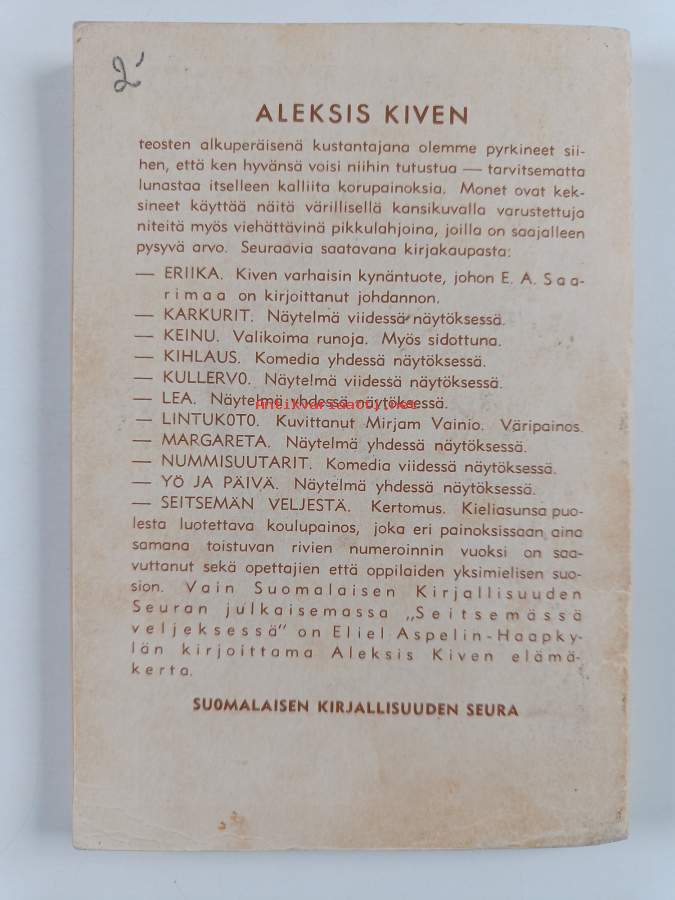 2'
ALEKSIS KIVEN
teosten alkuperäisenä kustantajana olemme pyrkineet sii-
hen, että ken hyvänsä voisi niihin tutustua — tarvitsematta
lunastaa itselleen kalliita korupainoksia. Monet ovat kek-
sineet käyttää näitä värillisellä kansikuvalla varustettuja
niteitä myös viehättävinä pikkulahjoina, joilla on saajalleen
pysyvä arvo. Seuraavia saatavana kirjakaupasta:
— ERIIKA. Kiven varhaisin kynäntuote, johon E. A. Saa-
rimaa on kirjoittanut johdannon.
— KARKURIT. Näytelmä viidessä näytöksessä.
— KEINU. Valikoima runoja. Myös sidottuna.
— KIHLAUS. Komedia yhdessä näytöksessä.
— KULLERVO. Näytelmä viidessä näytöksessä.
— LEA. Näytelmä yhdessä näytöksessä.
— LINTUKOTO. Kuvittanut Mirjam Vainio. Väripainos.
— MARGARETA. Näytelmä yhdessä näytöksessä.
— NUMMISUUTARIT. Komedia viidessä näytöksessä.
— YÖ JA PÄIVÄ. Näytelmä yhdessä näytöksessä.
— SEITSEMÄN VELJESTÄ. Kertomus. Kieliasunsa puo-
lesta luotettava koulupainos, joka eri painoksissaan aina
samana toistuvan rivien numeroinnin vuoksi on saa-
vuttanut sekä opettajien että oppilaiden yksimielisen suo-
sion. Vain Suomalaisen Kirjallisuuden
Seuran julkaisemassa „Seitsemässä
veljeksessä" on Eliel Aspelin-Haapky-
län kirjoittama Aleksis Kiven elämä-
kerta.
SUOMALAISEN KIRJALLISUUDEN SEURA